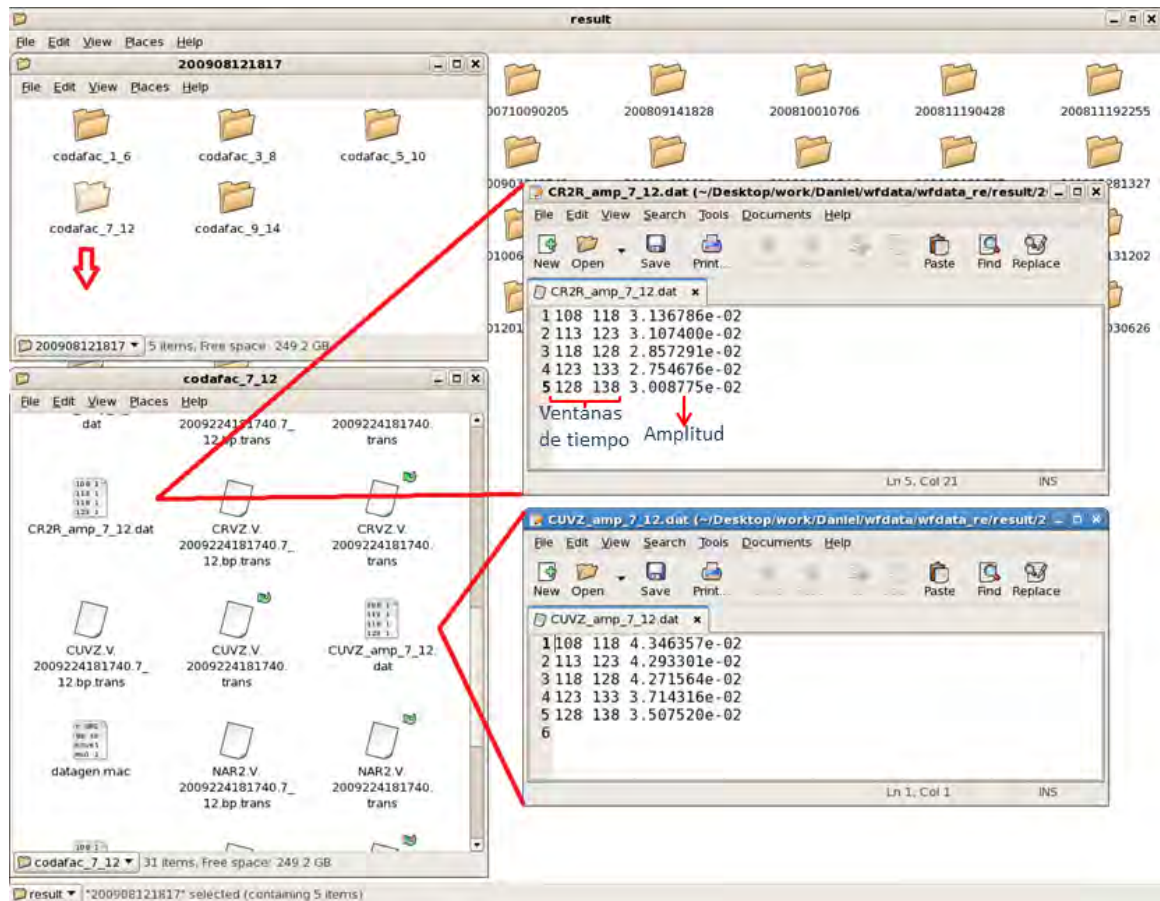 result
File Edit View Places Help
200908121817
File Edit View Places Help
codafac_1_6 codafac_3_8 codafac_5_10
codafac_7_12 codafac_9_14
200908121817 5 items, Free space: 249.2 GB
00710090205 200809141828 200810010706 200811190428 200811192255
281327
01006
131202
01201
030626
codafac_7_12
File Edit View Places Help
dat 2009224181740.7_ 2009224181740.
12.bp.trans trans
CR2R_amp_7_12.dat CRVZ.V. CRVZ.V.
2009224181740.7_ 2009224181740.
12.bp.trans trans
CUVZ.V. CUVZ.V. CUVZ_amp_7_12.
2009224181740.7_ 2009224181740. dat
12.bp.trans trans
datagen.mac NAR2.V. NAR2.V.
2009224181740.7_ 2009224181740.
12.bp.trans trans
codafac_7_12 31 items, Free space: 249.2 GB
result "200908121817" selected (containing 5 items)
CR2R_amp_7_12.dat (~/Desktop/work/Daniel/wfdata/wfdata_re/result/2
File Edit View Search Tools Documents Help
New Open Save Print... Paste Find Replace
CR2R_amp_7_12.dat
1 108 118 3.136786e-02
2 113 123 3.107400e-02
3 118 128 2.857291e-02
4 123 133 2.754676e-02
5 128 138 3.008775e-02
Ventanas
de tiempo Amplitud
Ln 5, Col 21 INS
CUVZ_amp_7_12.dat (~/Desktop/work/Daniel/wfdata/wfdata_re/result/2
File Edit View Search Tools Documents Help
New Open Save Print... Paste Find Replace
CUVZ_amp_7_12.dat
1 108 118 4.346357e-02
2 113 123 4.293301e-02
3 118 128 4.271564e-02
4 123 133 3.714316e-02
5 128 138 3.507520e-02
6
Ln 1, Col 1 INS